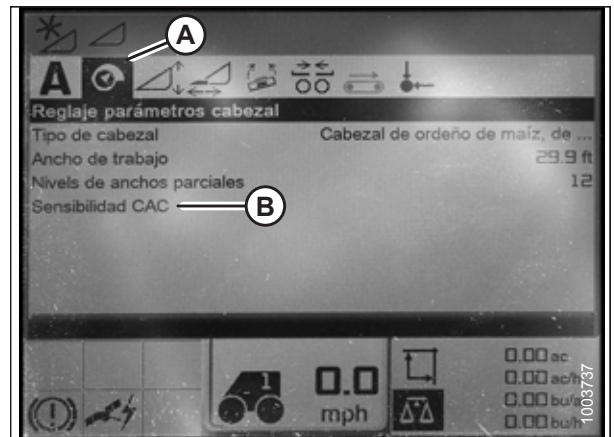 A
A
Reglaje parámetros cabezal
Tipo de cabezal Cabezal de ordeño de maíz, de ...
Ancho de trabajo 29.9 ft
Nivels de anchos parciales 12
Sensibilidad CAC B
1
0.0
mph
0.00 ac
0.00 ac/h
0.00 bu/a
0.00 bu/h
1003737